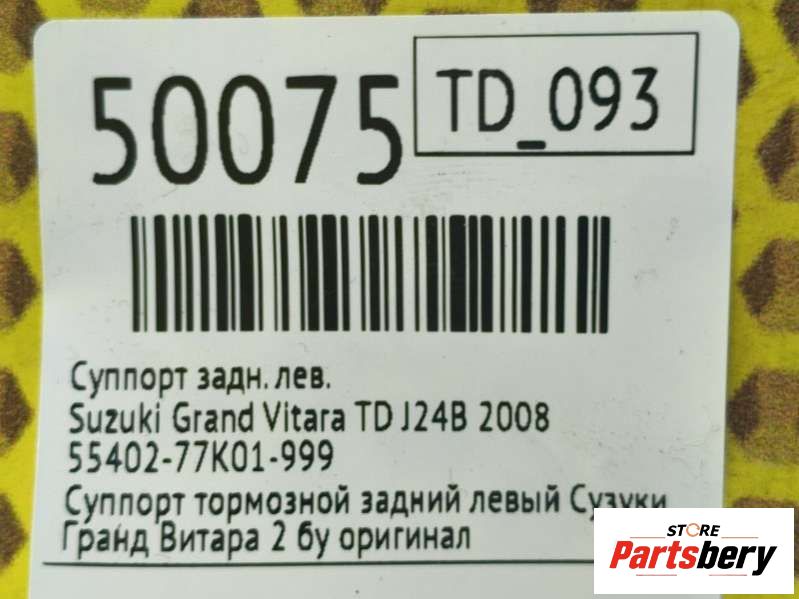 50075
TD_093
Суппорт задн. лев.
Suzuki Grand Vitara TD J24B 2008
55402-77K01-999
Суппорт тормозной задний левый Сузуки
Гранд Витара 2 бу оригинал
STORE
Partsbery